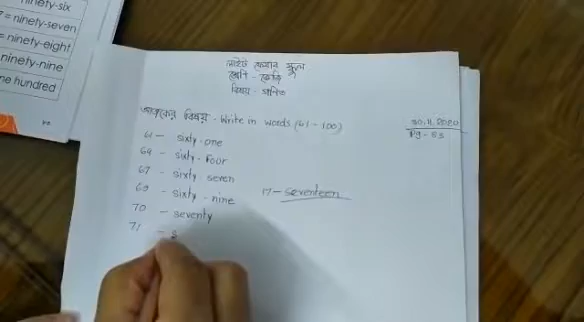 ninety-six
= ninety-seven
= ninety-eight
ninety-nine
one hundred
স্কুল
শ্রেণি -
বিষয় - গণিত
আজকের বিষয় - Write in words (61 - 100)
30.11.2020
পৃষ্ঠা - ৪১
61 - sixty-one
64 - sixty-four
67 - sixty-seven
69 - sixty-nine
17 - seventeen
70 - seventy
71 - s